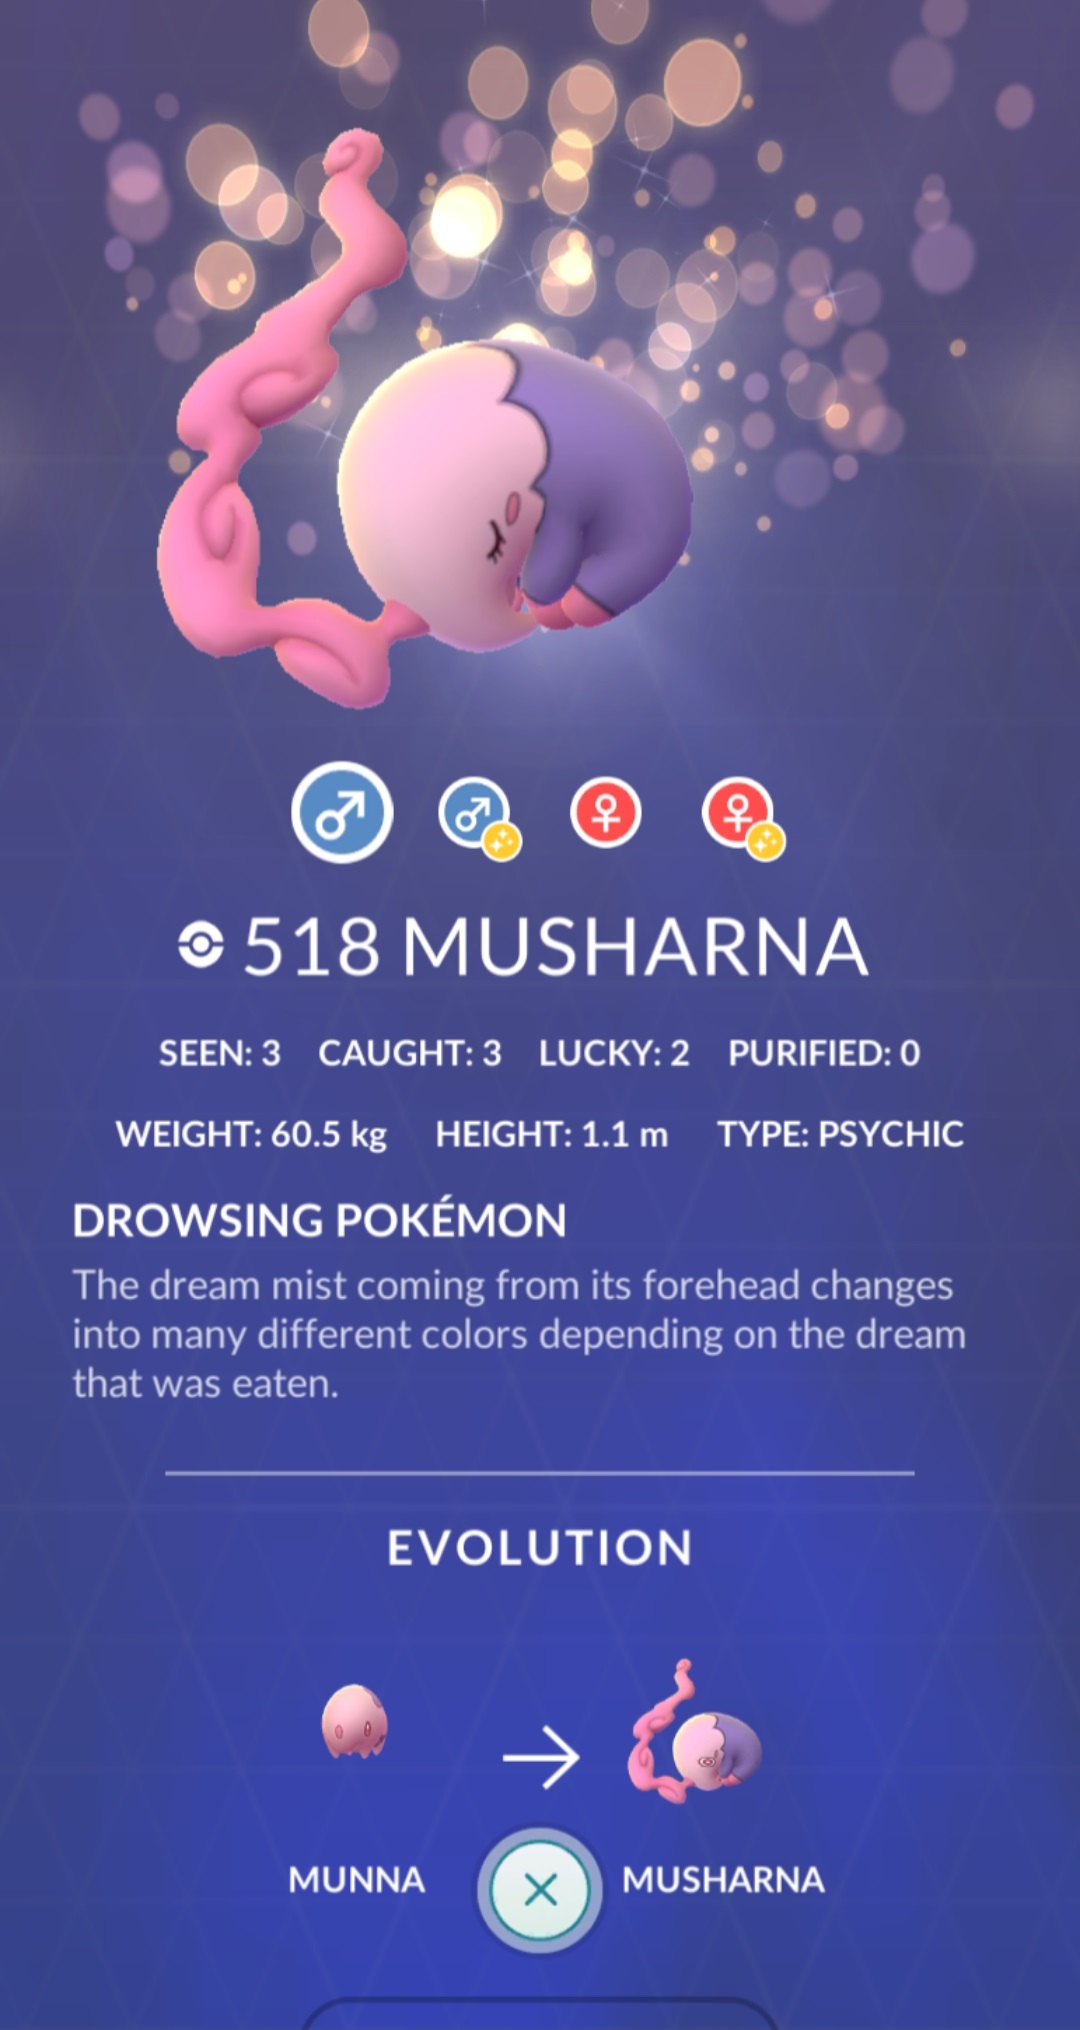 518 MUSHARNA
SEEN: 3 CAUGHT: 3 LUCKY: 2 PURIFIED: 0
WEIGHT: 60.5 kg HEIGHT: 1.1 m TYPE: PSYCHIC
DROWSING POKÉMON
The dream mist coming from its forehead changes
into many different colors depending on the dream
that was eaten.
EVOLUTION
MUNNA MUSHARNA